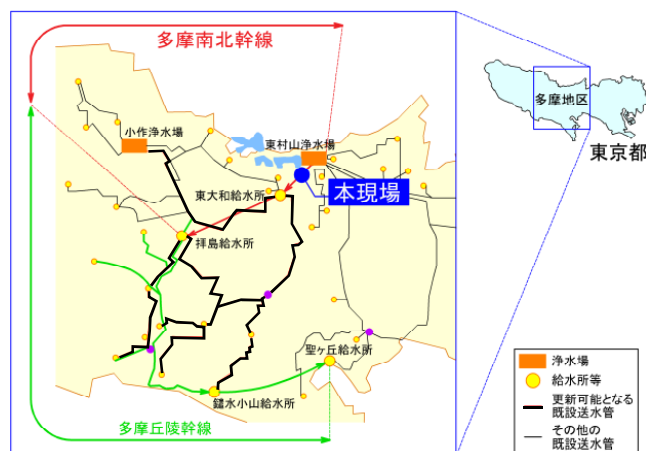 多摩南北幹線
小作浄水場
東村山浄水場
東大和給水所
本現場
拝島給水所
聖ヶ丘給水所
鑓水小山給水所
多摩丘陵幹線
多摩地区
東京都
浄水場
給水所等
更新可能となる
既設送水管
その他の
既設送水管